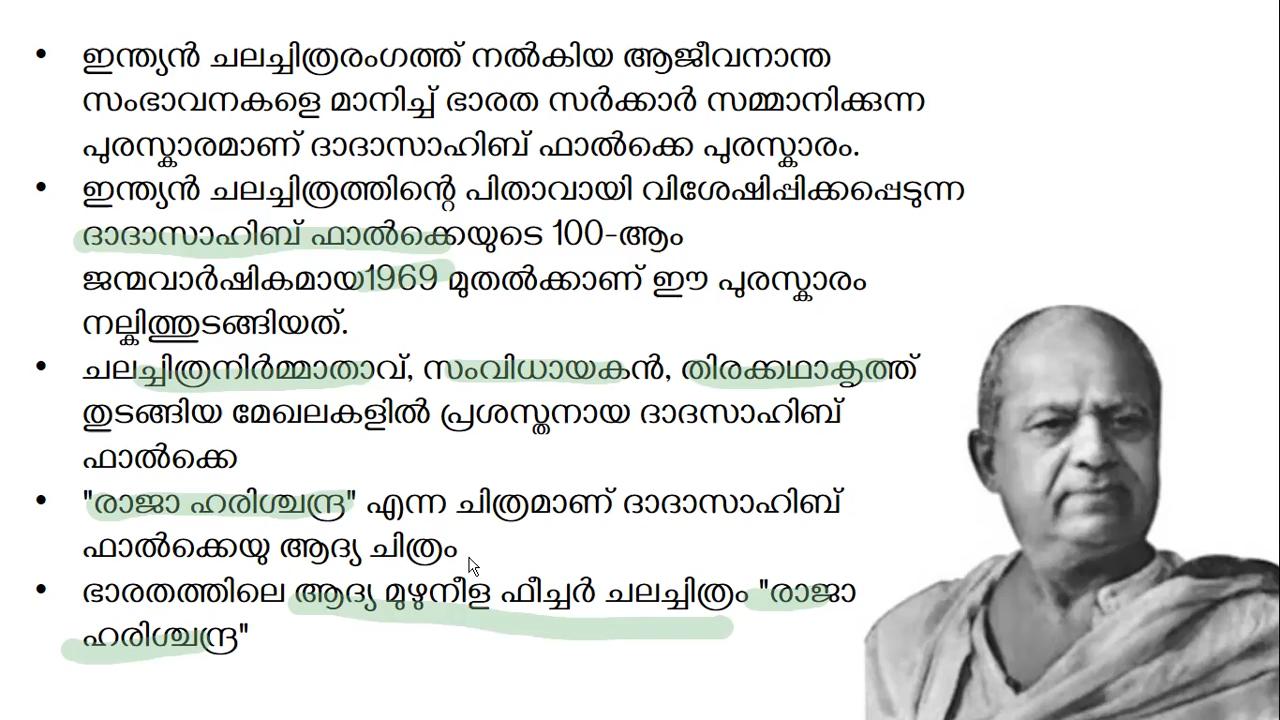 • ഇന്ത്യൻ ചലച്ചിത്രരംഗത്ത് നൽകിയ ആജീവനാന്ത
സംഭാവനകളെ മാനിച്ച് ഭാരത സർക്കാർ സമ്മാനിക്കുന്ന
പുരസ്കാരമാണ് ദാദാസാഹിബ് ഫാൽക്കെ പുരസ്കാരം.
• ഇന്ത്യൻ ചലച്ചിത്രത്തിന്റെ പിതാവായി വിശേഷിപ്പിക്കപ്പെടുന്ന
ദാദാസാഹിബ് ഫാൽക്കെയുടെ 100-ആം
ജന്മവാർഷികമായ1969 മുതൽക്കാണ് ഈ പുരസ്കാരം
നല്കിത്തുടങ്ങിയത്.
• ചലച്ചിത്രനിർമ്മാതാവ്, സംവിധായകൻ, തിരക്കഥാകൃത്ത്
തുടങ്ങിയ മേഖലകളിൽ പ്രശസ്തനായ ദാദസാഹിബ്
ഫാൽക്കെ
• "രാജാ ഹരിശ്ചന്ദ്ര" എന്ന ചിത്രമാണ് ദാദാസാഹിബ്
ഫാൽക്കെയു ആദ്യ ചിത്രം
• ഭാരതത്തിലെ ആദ്യ മുഴുനീള ഫീച്ചർ ചലച്ചിത്രം "രാജാ
ഹരിശ്ചന്ദ്ര"